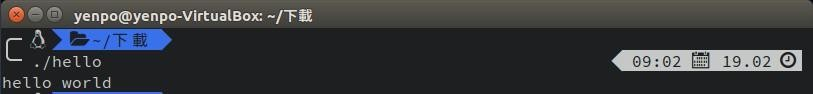 yenpo@yenpo-VirtualBox: ~/下載
~/下載
./hello
09:02 19.02
hello world